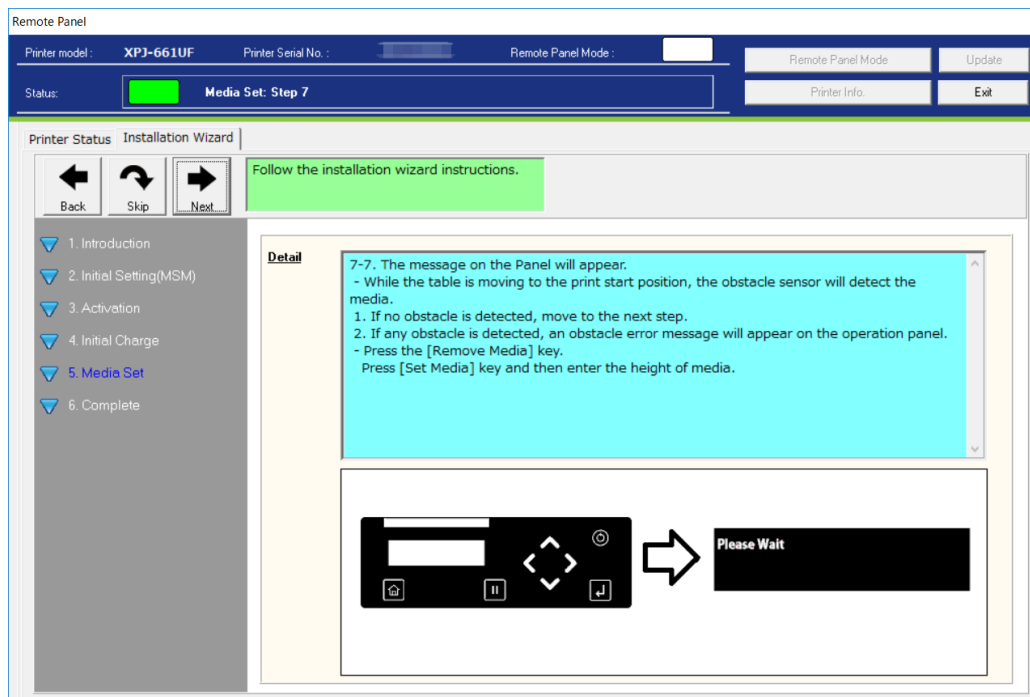 Remote Panel
Printer model : XPJ-661UF Printer Serial No. : Remote Panel Mode :
Remote Panel Mode Update
Status: Media Set: Step 7
Printer Info. Exit
Printer Status Installation Wizard
Back Skip Next
Follow the installation wizard instructions.
1. Introduction
2. Initial Setting(MSM)
3. Activation
4. Initial Charge
5. Media Set
6. Complete
Detail
7-7. The message on the Panel will appear.
- While the table is moving to the print start position, the obstacle sensor will detect the
media.
1. If no obstacle is detected, move to the next step.
2. If any obstacle is detected, an obstacle error message will appear on the operation panel.
- Press the [Remove Media] key.
Press [Set Media] key and then enter the height of media.
Please Wait